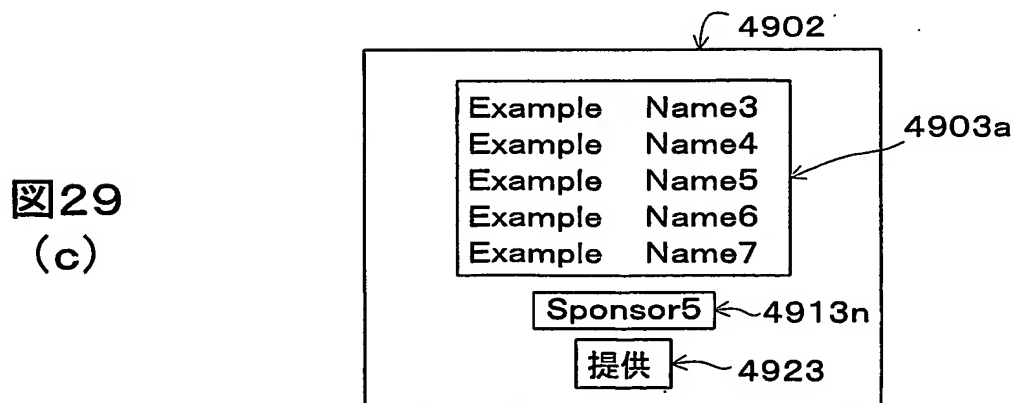 4902
Example Name3
Example Name4
Example Name5
Example Name6
Example Name7
4903a
図29
(c)
Sponsor5
4913n
提供
4923